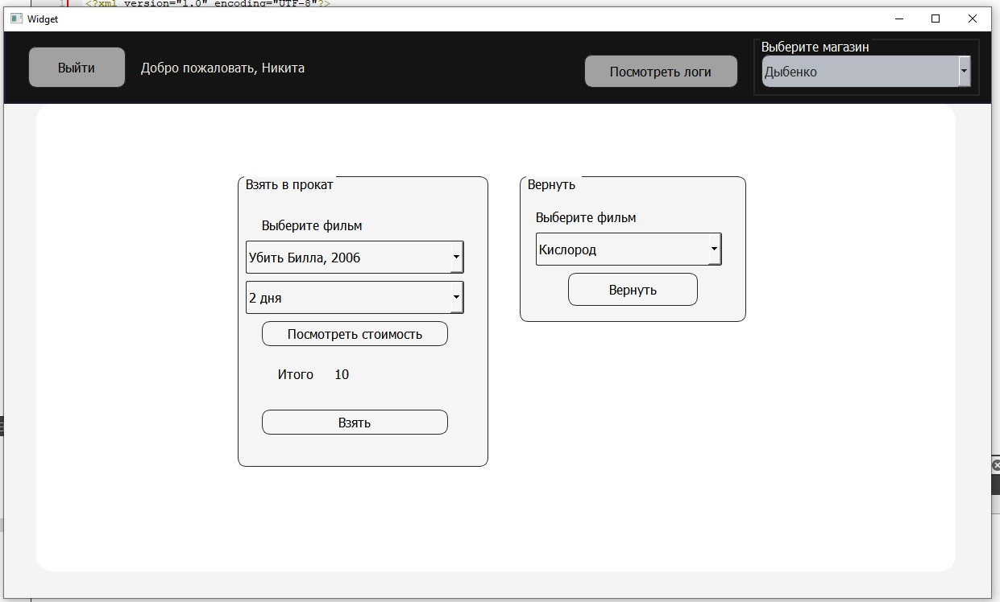 1 <?xml version="1.0" encoding="UTF-8"?>
Widget
Выйти
Добро пожаловать, Никита
Посмотреть логи
Выберите магазин
Дыбенко
Взять в прокат
Выберите фильм
Убить Билла, 2006
2 дня
Посмотреть стоимость
Итого 10
Взять
Вернуть
Выберите фильм
Кислород
Вернуть